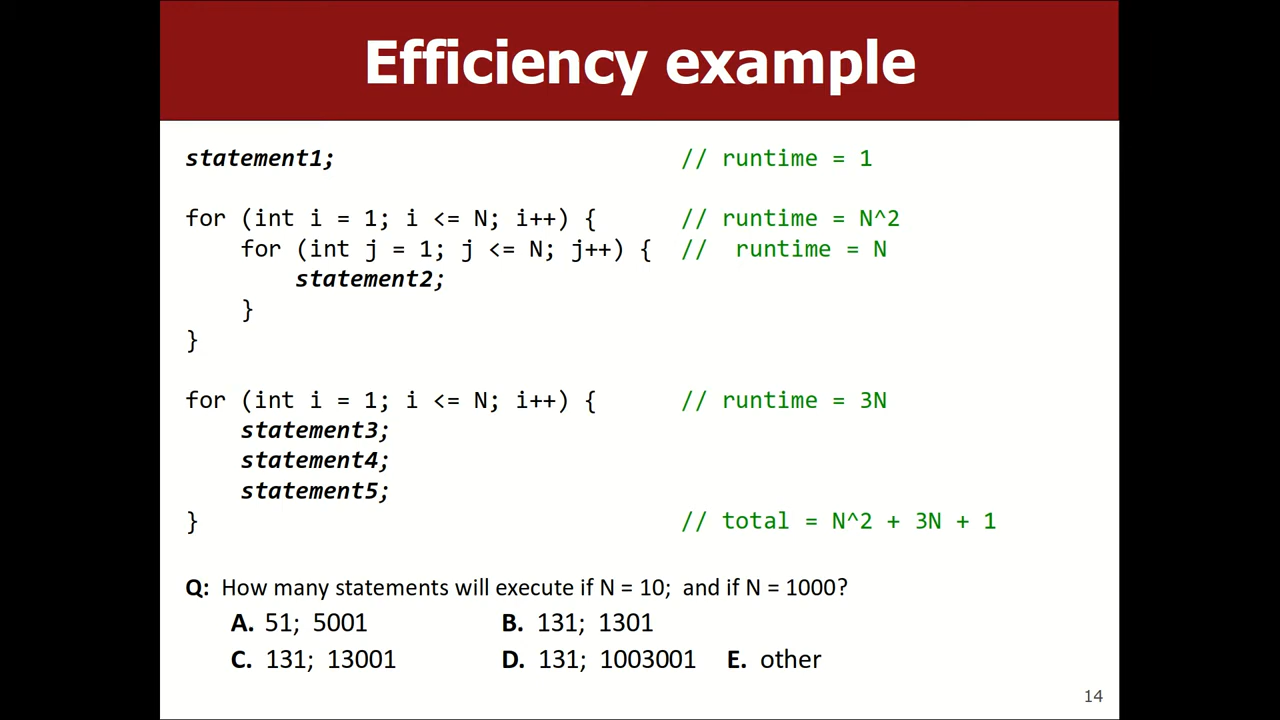 Efficiency example
statement1; // runtime = 1
for (int i = 1; i <= N; i++) { // runtime = N^2
for (int j = 1; j <= N; j++) { // runtime = N
statement2;
}
}
for (int i = 1; i <= N; i++) { // runtime = 3N
statement3;
statement4;
statement5;
} // total = N^2 + 3N + 1
Q: How many statements will execute if N = 10; and if N = 1000?
A. 51; 5001 B. 131; 1301
C. 131; 13001 D. 131; 1003001 E. other
14